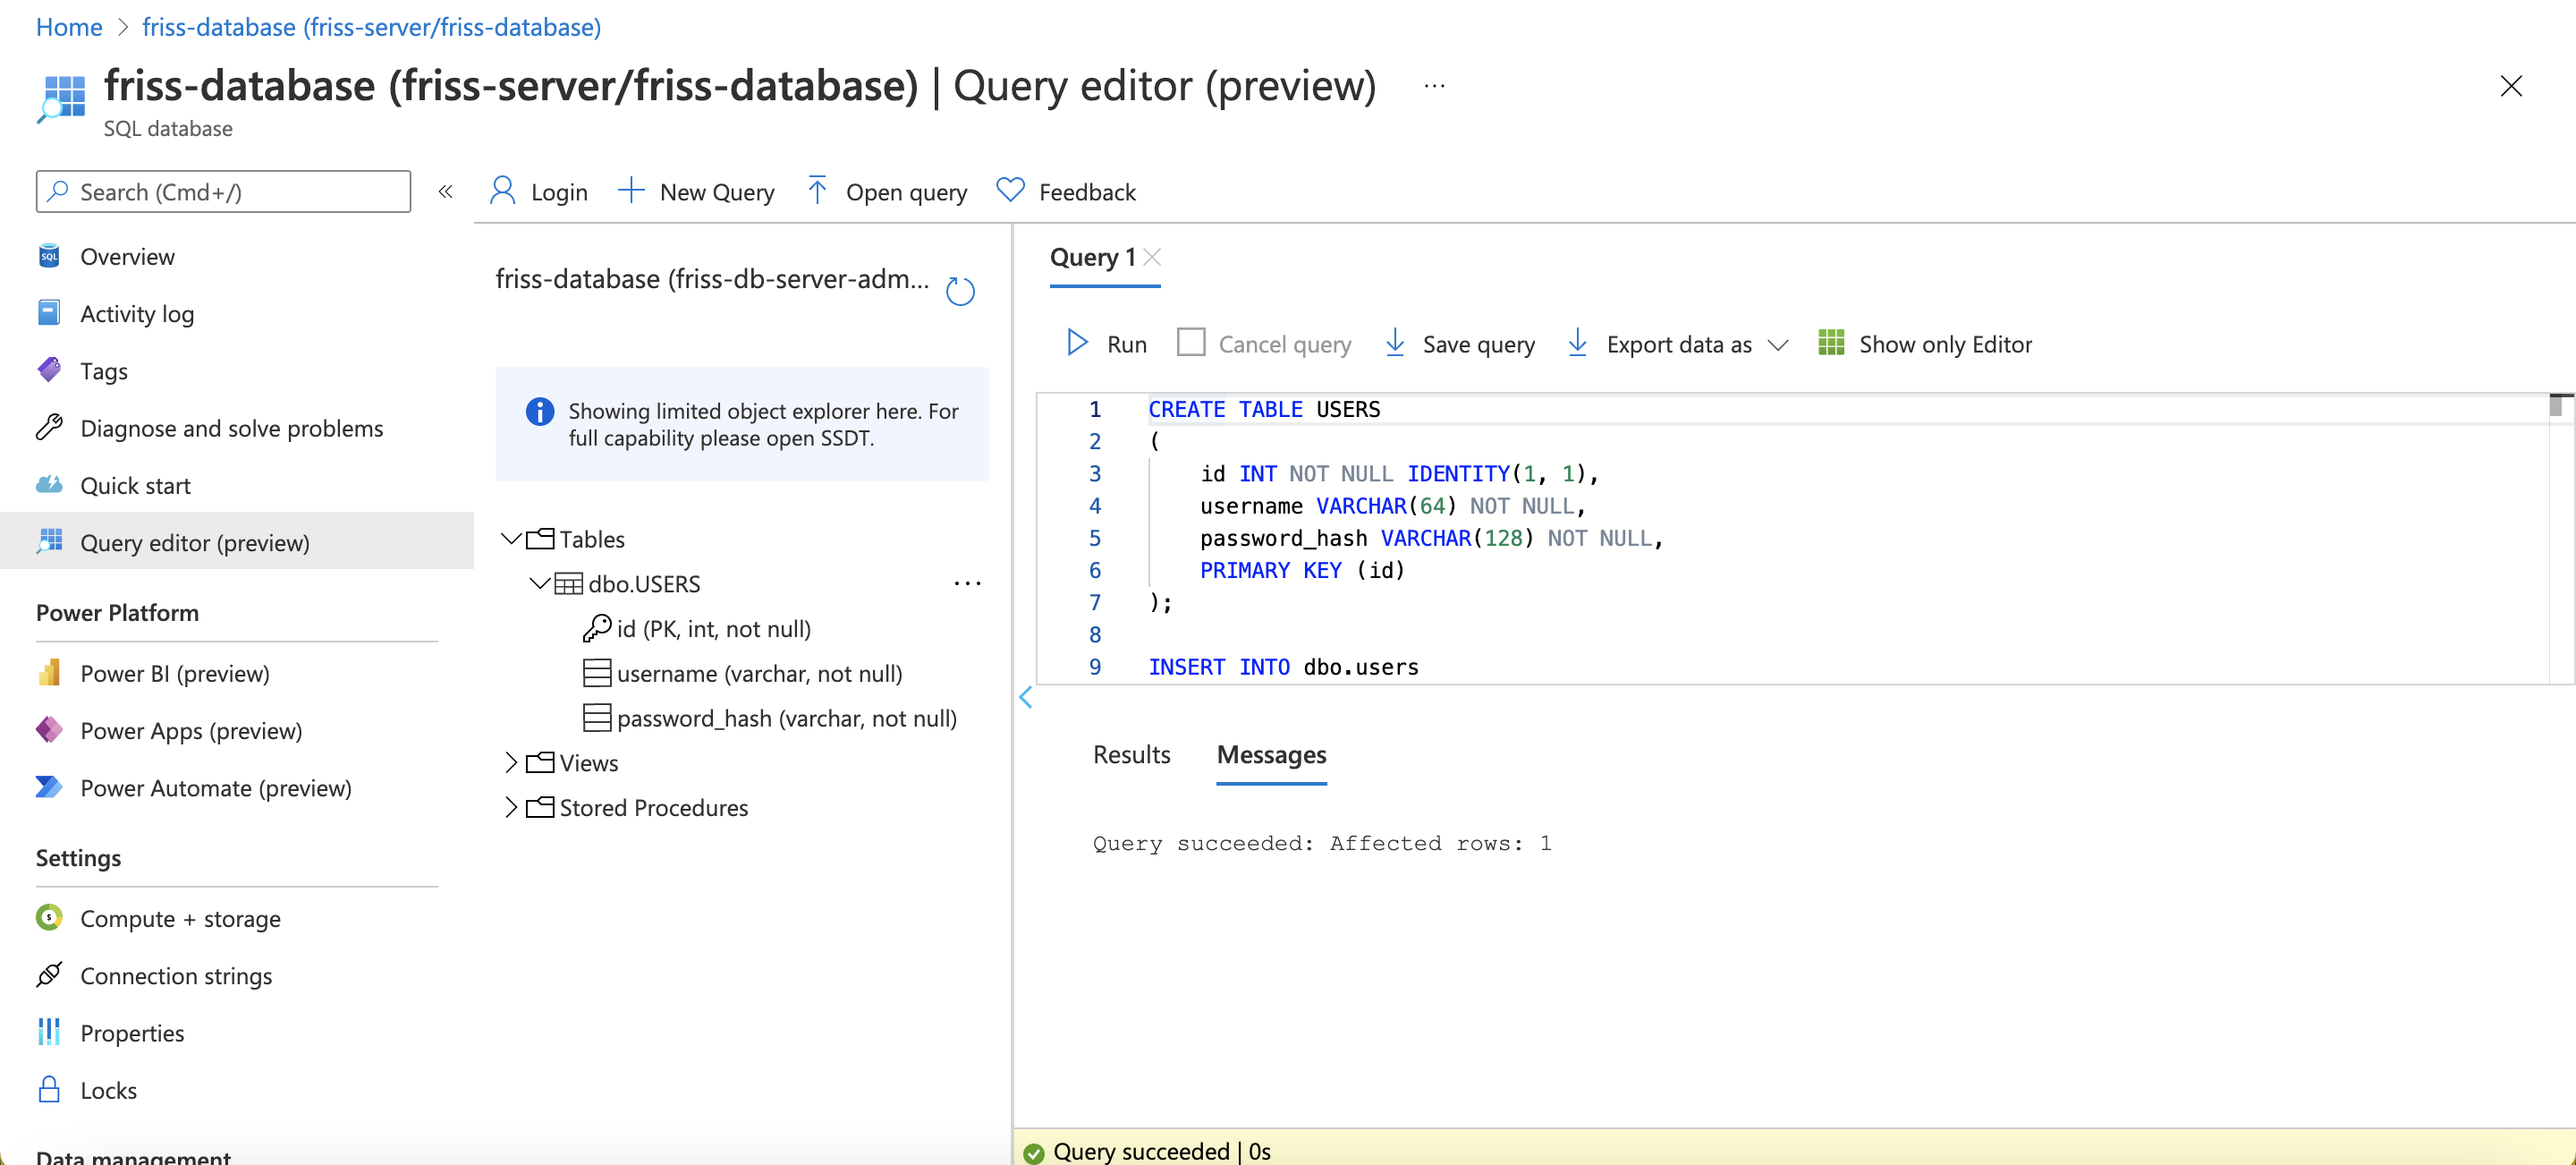 Home > friss-database (friss-server/friss-database)
friss-database (friss-server/friss-database) | Query editor (preview) ...
SQL database
Search (Cmd+/)
«
Login
New Query
Open query
Feedback
SQL
Overview
Activity log
Tags
Diagnose and solve problems
Quick start
Query editor (preview)
Power Platform
Power BI (preview)
Power Apps (preview)
Power Automate (preview)
Settings
Compute + storage
Connection strings
Properties
Locks
Data management
friss-database (friss-db-server-adm...
Showing limited object explorer here. For
full capability please open SSDT.
Tables
dbo.USERS ...
id (PK, int, not null)
username (varchar, not null)
password_hash (varchar, not null)
Views
Stored Procedures
Query 1
Run
Cancel query
Save query
Export data as
Show only Editor
1 CREATE TABLE USERS
2 (
3 id INT NOT NULL IDENTITY(1, 1),
4 username VARCHAR(64) NOT NULL,
5 password_hash VARCHAR(128) NOT NULL,
6 PRIMARY KEY (id)
7 );
8
9 INSERT INTO dbo.users
Results
Messages
Query succeeded: Affected rows: 1
Query succeeded | 0s